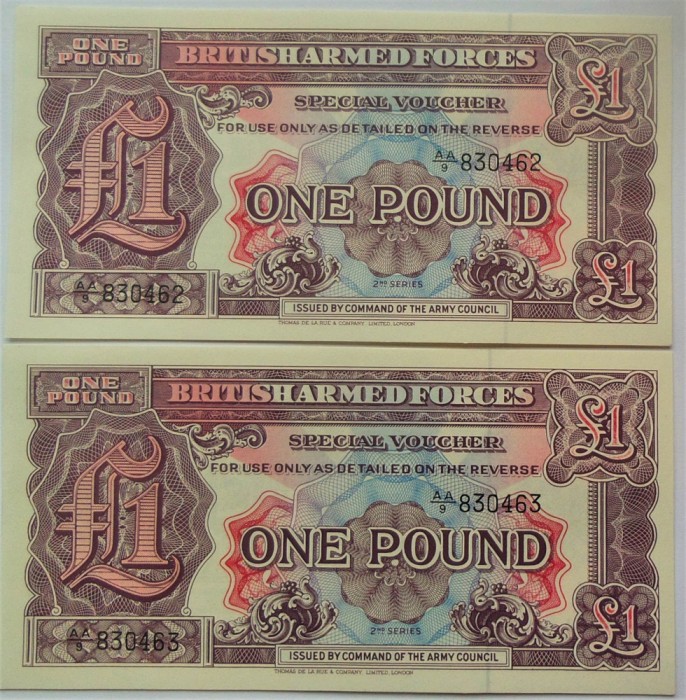 ONE POUND
BRITISH ARMED FORCES
£1
SPECIAL VOUCHER
FOR USE ONLY AS DETAILED ON THE REVERSE
AA/9 830462
£1
ONE POUND
2ND SERIES
£1
AA/9 830462
ISSUED BY COMMAND OF THE ARMY COUNCIL
THOMAS DE LA RUE & COMPANY, LIMITED, LONDON
ONE POUND
BRITISH ARMED FORCES
£1
SPECIAL VOUCHER
FOR USE ONLY AS DETAILED ON THE REVERSE
AA/9 830463
£1
ONE POUND
2ND SERIES
£1
AA/9 830463
ISSUED BY COMMAND OF THE ARMY COUNCIL
THOMAS DE LA RUE & COMPANY, LIMITED, LONDON